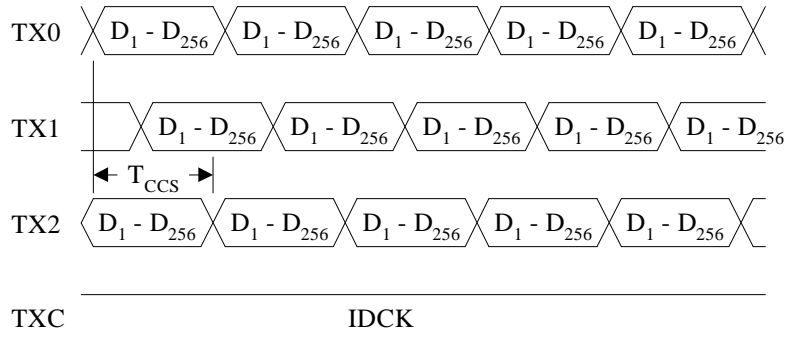 TX0 D1 - D256 D1 - D256 D1 - D256 D1 - D256 D1 - D256
TX1 D1 - D256 D1 - D256 D1 - D256 D1 - D256 D1 - D256
TCCS
TX2 D1 - D256 D1 - D256 D1 - D256 D1 - D256 D1 - D256
TXC IDCK